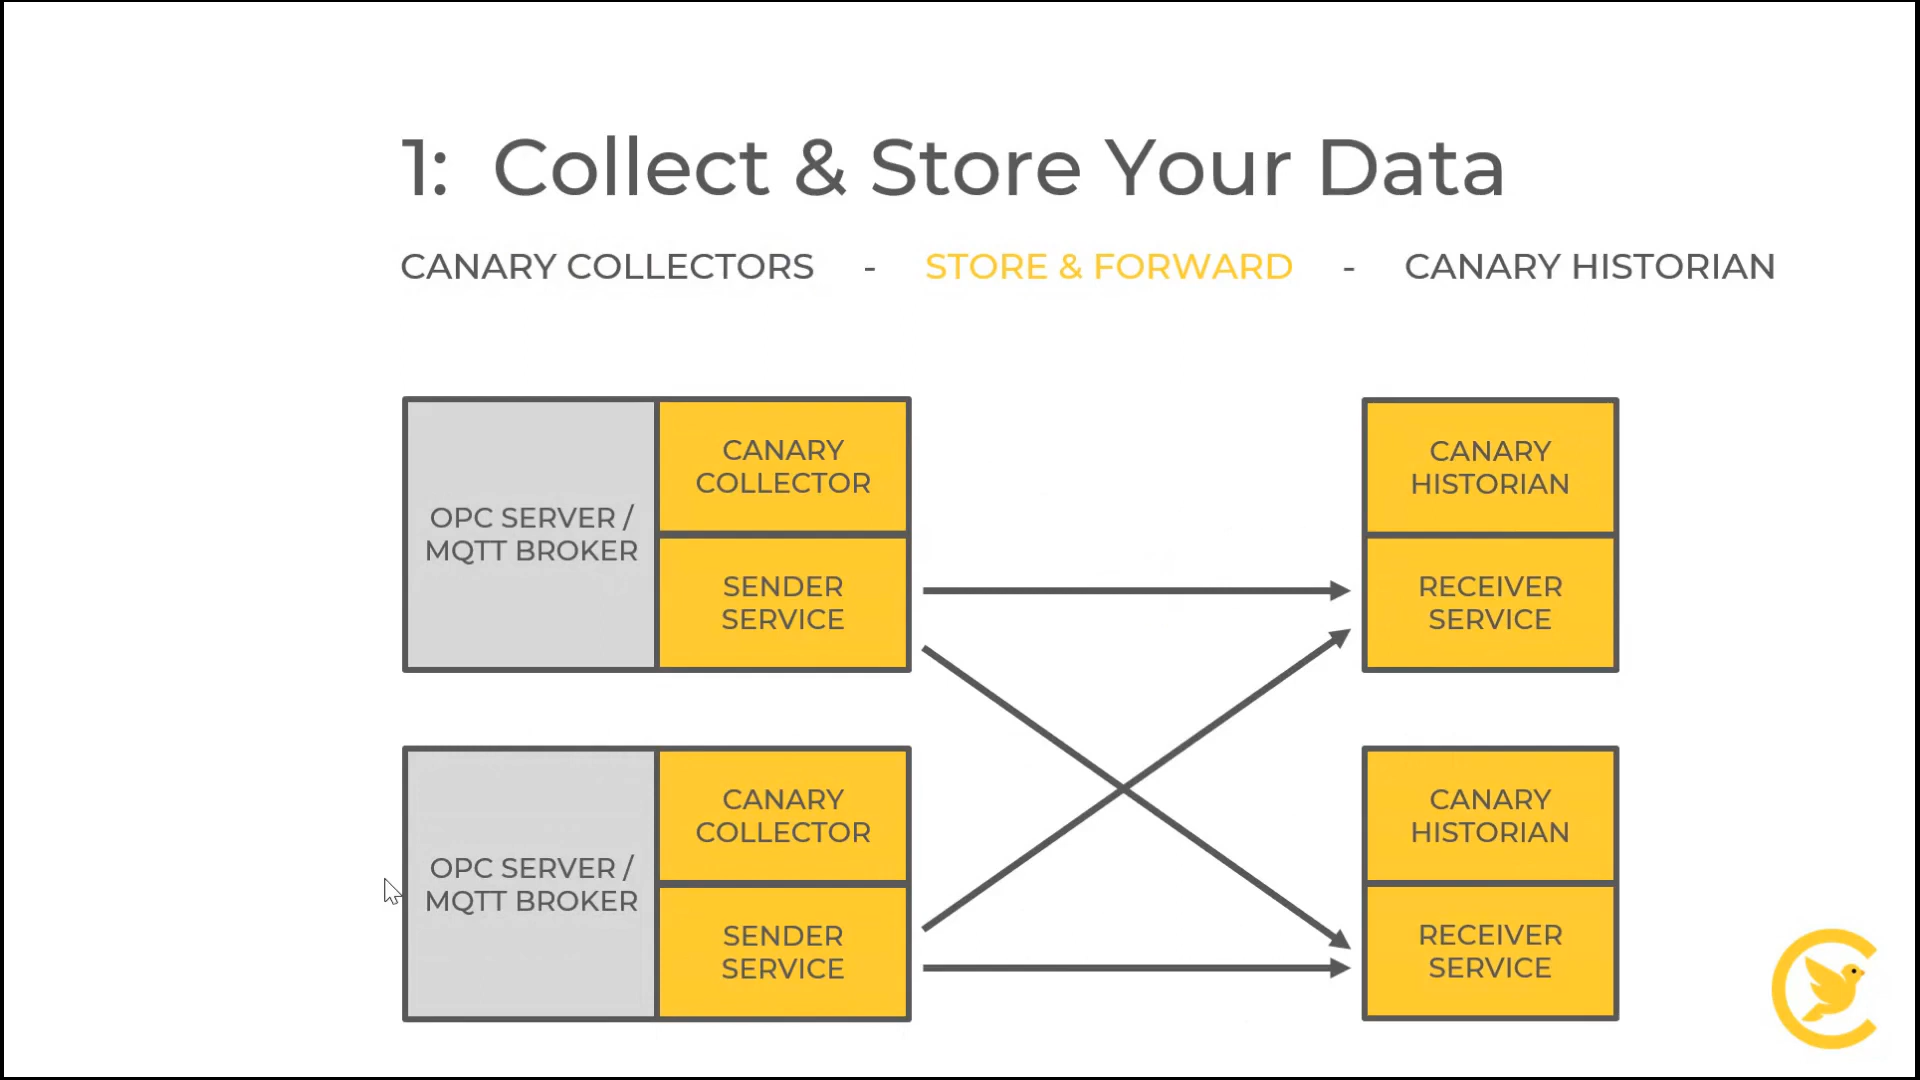 1: Collect & Store Your Data
CANARY COLLECTORS - STORE & FORWARD - CANARY HISTORIAN
OPC SERVER /
MQTT BROKER
CANARY
COLLECTOR
SENDER
SERVICE
CANARY
HISTORIAN
RECEIVER
SERVICE
OPC SERVER /
MQTT BROKER
CANARY
COLLECTOR
SENDER
SERVICE
CANARY
HISTORIAN
RECEIVER
SERVICE